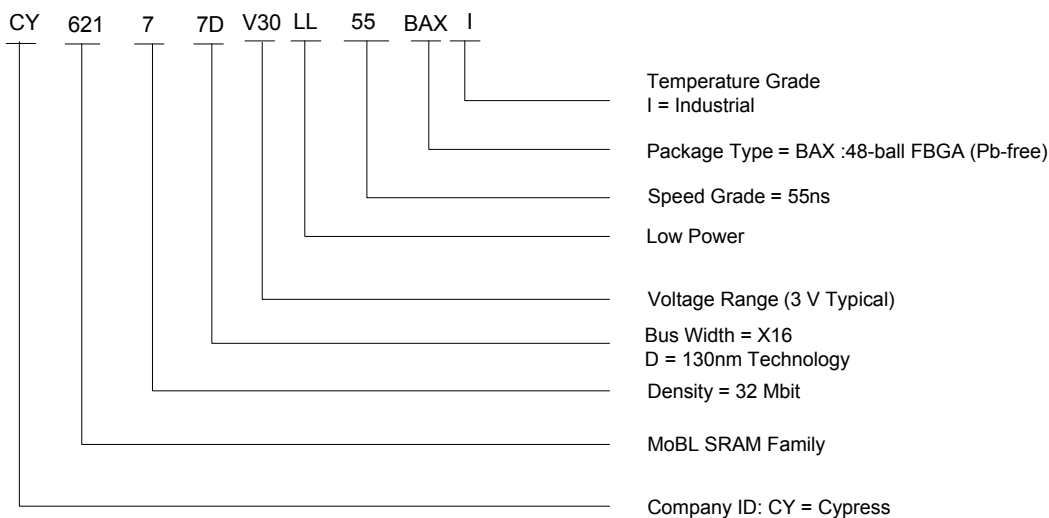 CY 621 7 7D V30 LL 55 BAX I
Temperature Grade
I = Industrial
Package Type = BAX :48-ball FBGA (Pb-free)
Speed Grade = 55ns
Low Power
Voltage Range (3 V Typical)
Bus Width = X16
D = 130nm Technology
Density = 32 Mbit
MoBL SRAM Family
Company ID: CY = Cypress